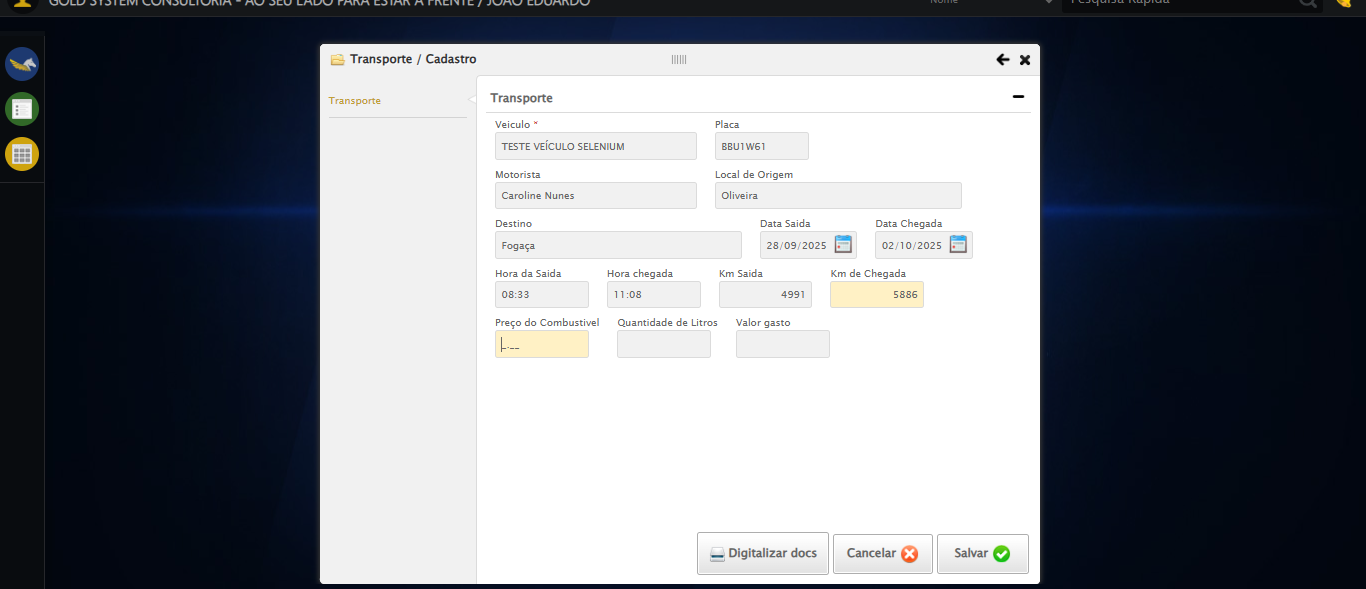 GOLD SYSTEM CONSULTORIA - AO SEU LADO PARA ESTAR À FRENTE / JOÃO EDUARDO
Nome
Pesquisa Rápida
Transporte / Cadastro
Transporte
Transporte
Veiculo *
Placa
TESTE VEÍCULO SELENIUM
BBU1W61
Motorista
Local de Origem
Caroline Nunes
Oliveira
Destino
Data Saida
Data Chegada
Fogaça
28/09/2025
02/10/2025
Hora da Saida
Hora chegada
Km Saida
Km de Chegada
08:33
11:08
4991
5886
Preço do Combustivel
Quantidade de Litros
Valor gasto
_.__
Digitalizar docs
Cancelar
Salvar